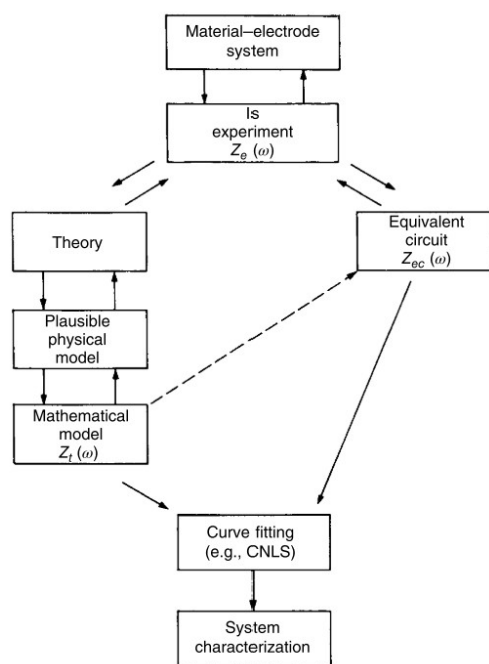 Material–electrode
system
Is
experiment
Z_e (ω)
Theory
Equivalent
circuit
Z_ec (ω)
Plausible
physical
model
Mathematical
model
Z_t (ω)
Curve fitting
(e.g., CNLS)
System
characterization